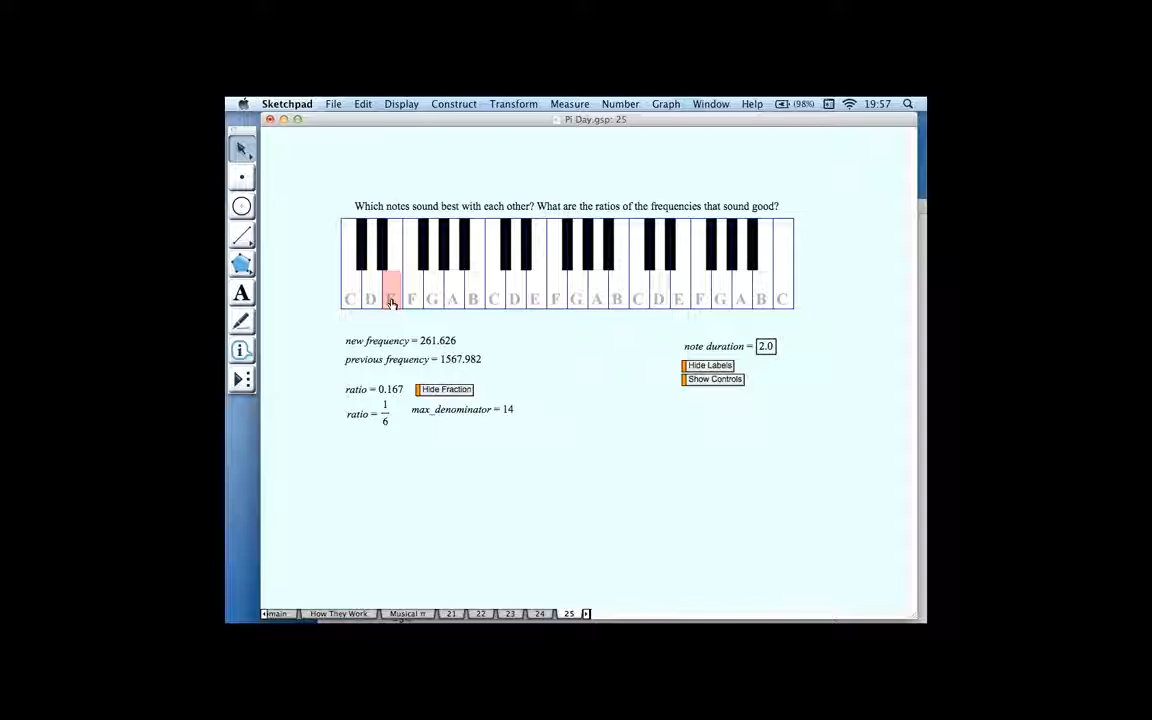 Sketchpad File Edit Display Construct Transform Measure Number Graph Window Help (98%) 19:57
Pi Day.gsp: 25
Which notes sound best with each other? What are the ratios of the frequencies that sound good?
C D E F G A B C D E F G A B C D E F G A B C
new frequency = 261.626
previous frequency = 1567.982
note duration = 2.0
Hide Labels
Show Controls
ratio = 0.167 Hide Fraction
ratio = 1/6 max_denominator = 14
A
main How They Work Musical π 21 22 23 24 25